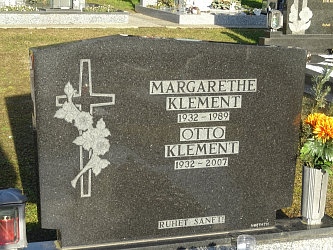 MARGARETHE
KLEMENT
1932 - 1989
OTTO
KLEMENT
1932 - 2007
RUHET SANFT!